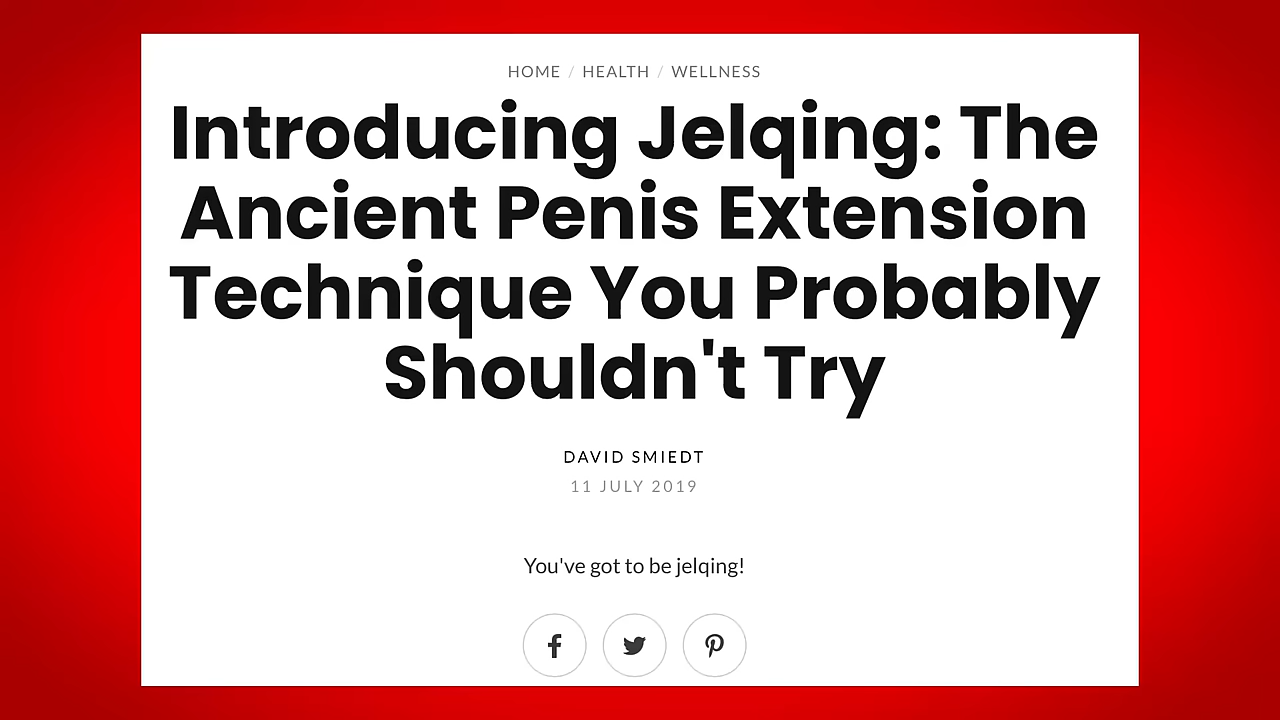 HOME / HEALTH / WELLNESS
Introducing Jelqing: The
Ancient Penis Extension
Technique You Probably
Shouldn't Try
DAVID SMIEDT
11 JULY 2019
You've got to be jelqing!